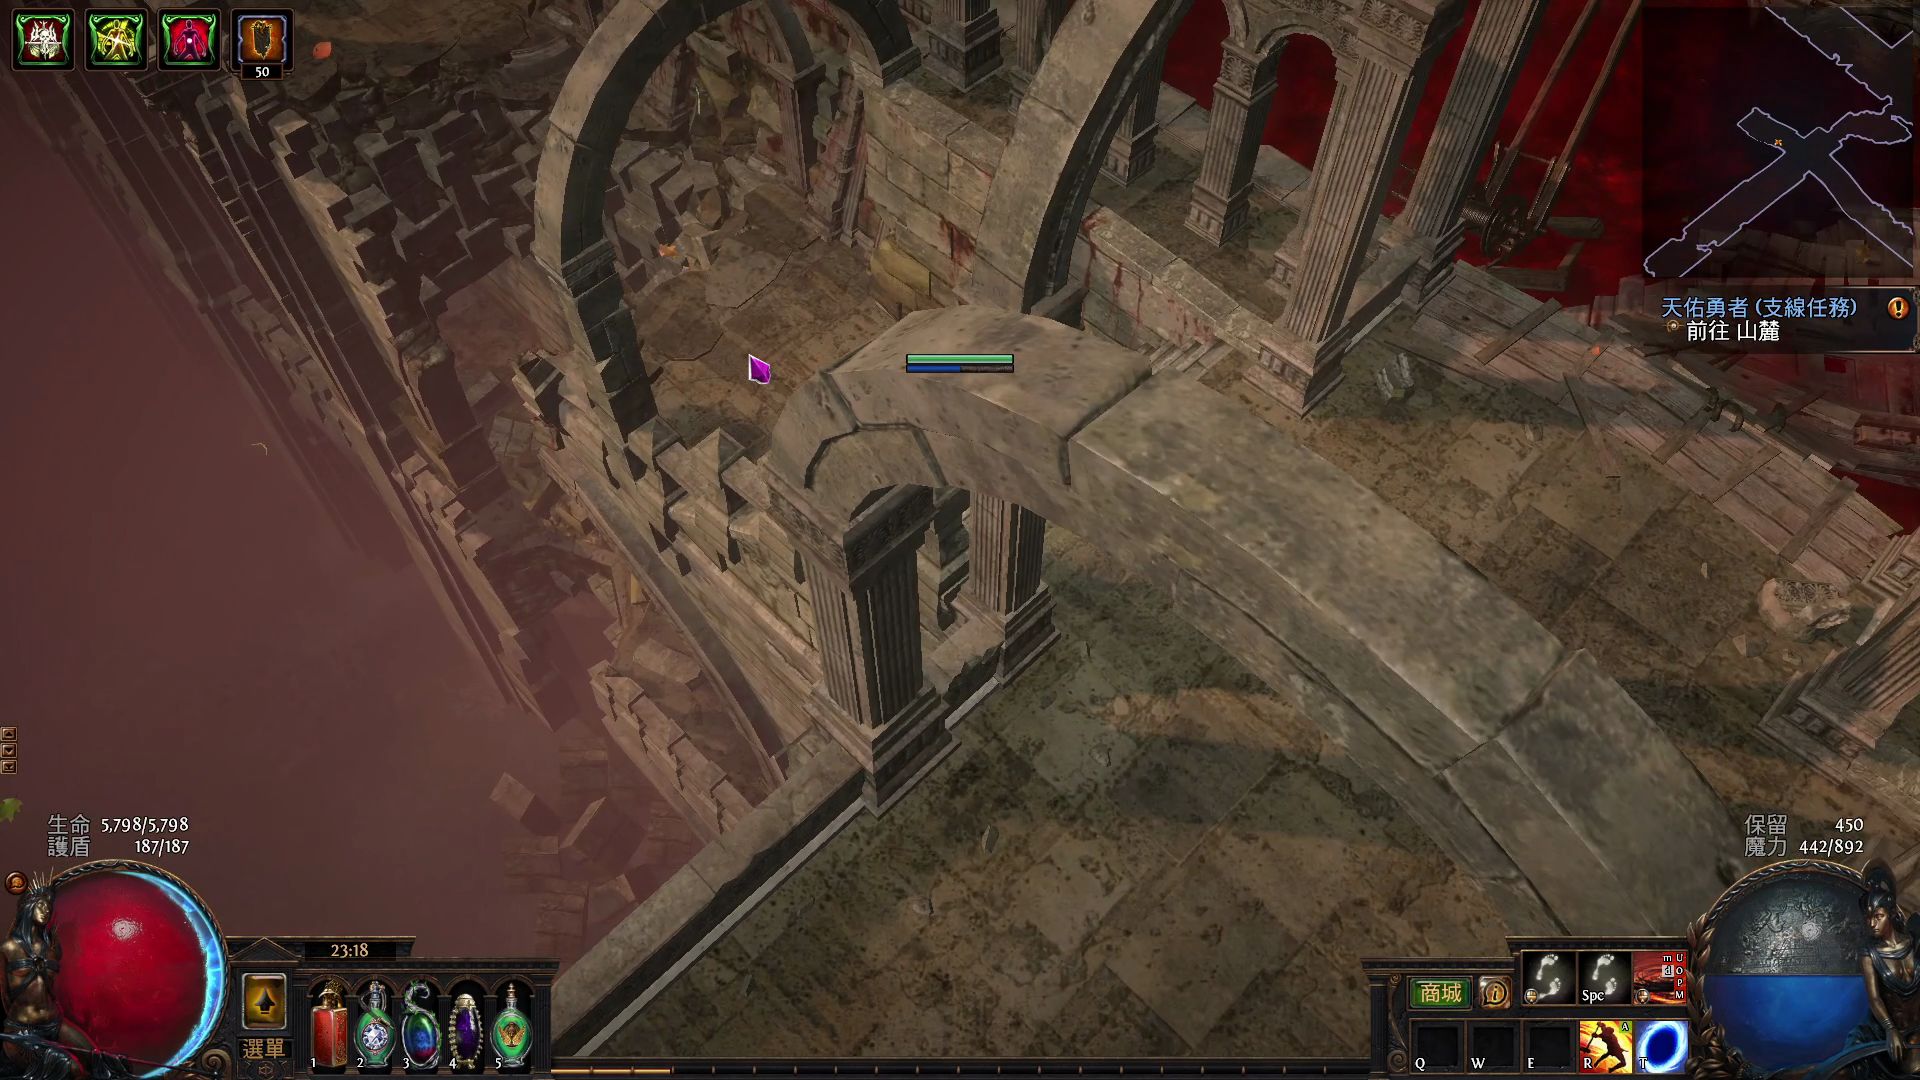 50
天佑勇者 (支線任務)
前往 山麓
生命 5,798/5,798
護盾 187/187
保留 450
魔力 442/892
23:18
選單
1 2 3 4 5
商城
Spc
m U
d O
P
M
Q W E R T
A